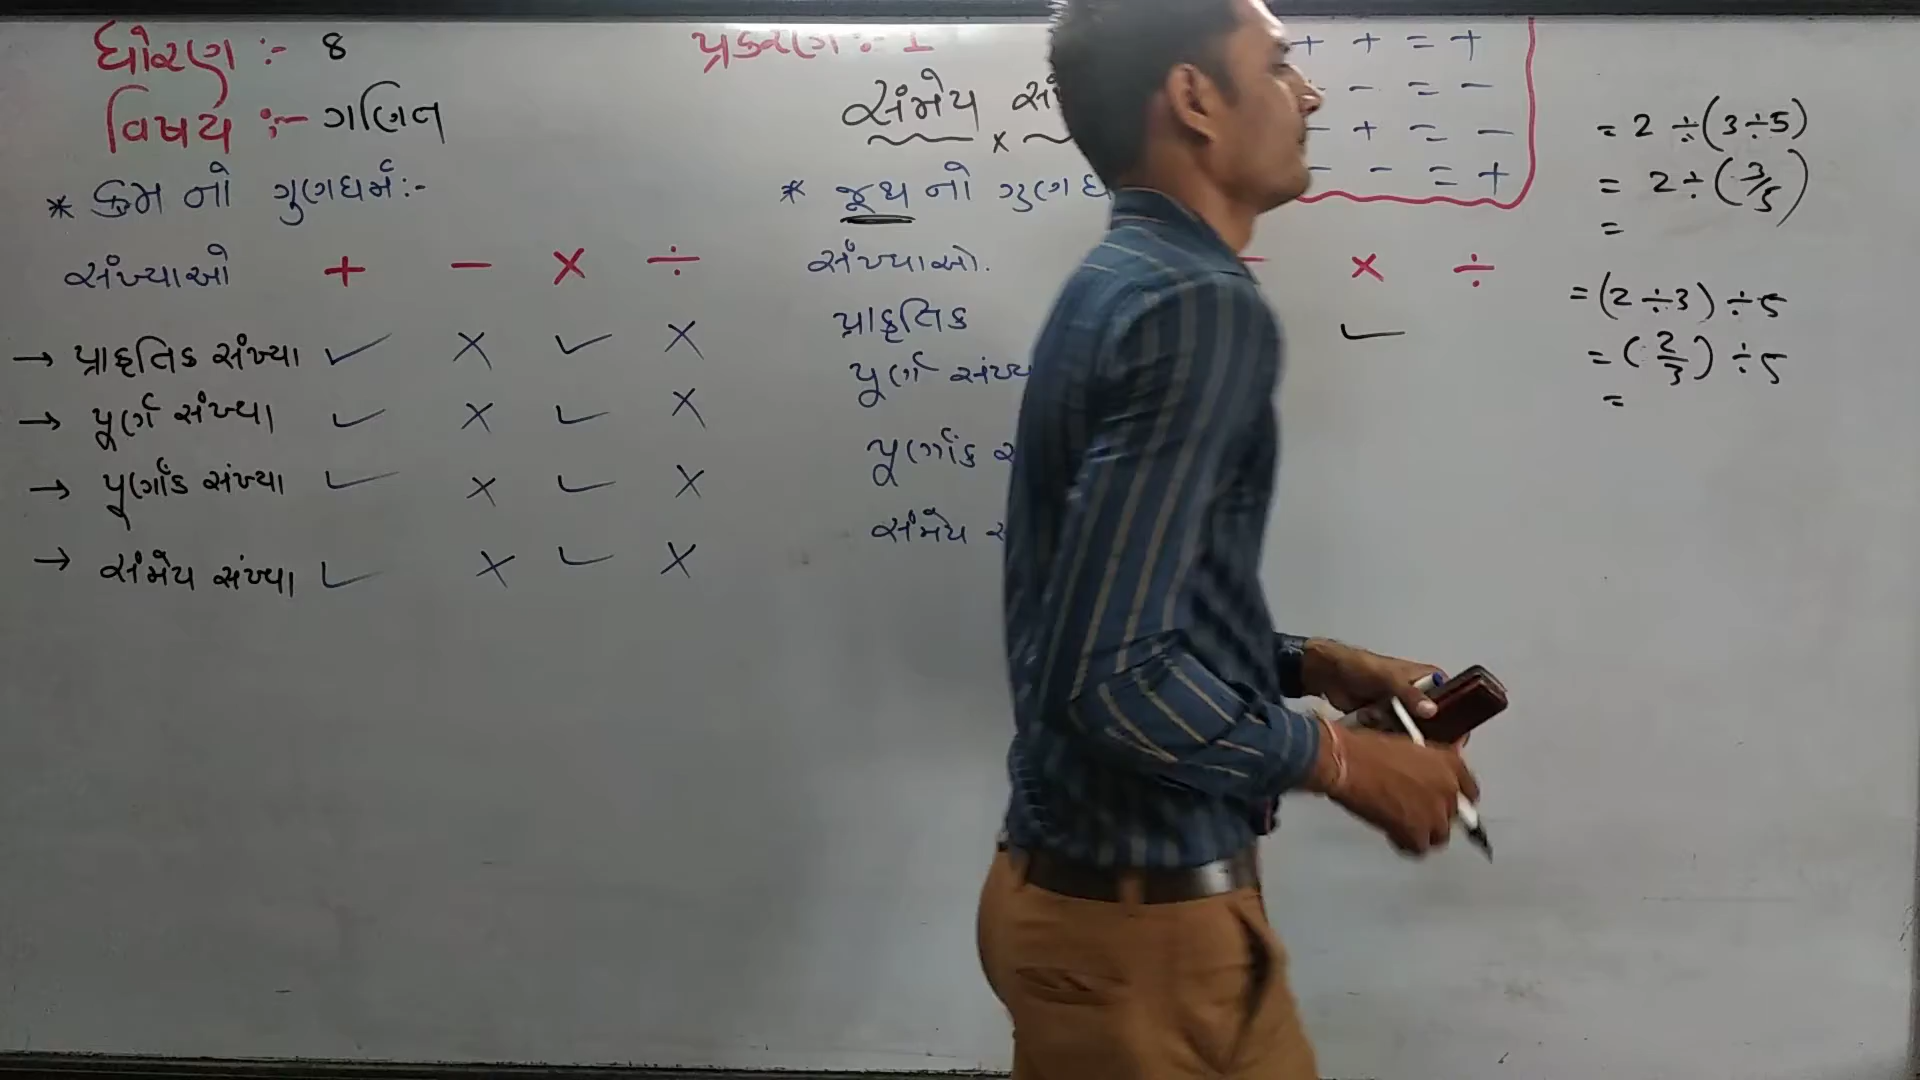 ધોરણ :- 8
વિષય :- ગણિત
પ્રકરણ :- 1
સંમેય
* ક્રમ નો ગુણધર્મ :-
સંખ્યાઓ + - × ÷
→ પ્રાકૃતિક સંખ્યા ✓ × ✓ ×
→ પૂર્ણ સંખ્યા ✓ × ✓ ×
→ પૂર્ણાંક સંખ્યા ✓ × ✓ ×
→ સંમેય સંખ્યા ✓ × ✓ ×
* જૂથ નો
સંખ્યાઓ. × ÷
પ્રાકૃતિક ✓
પૂર્ણ
પૂર્ણાંક
સંમેય
+ + = +
- = -
+ = -
- - = +
= 2 ÷ (3 ÷ 5)
= 2 ÷ (3/5)
=
= (2 ÷ 3) ÷ 5
= (2/3) ÷ 5
=